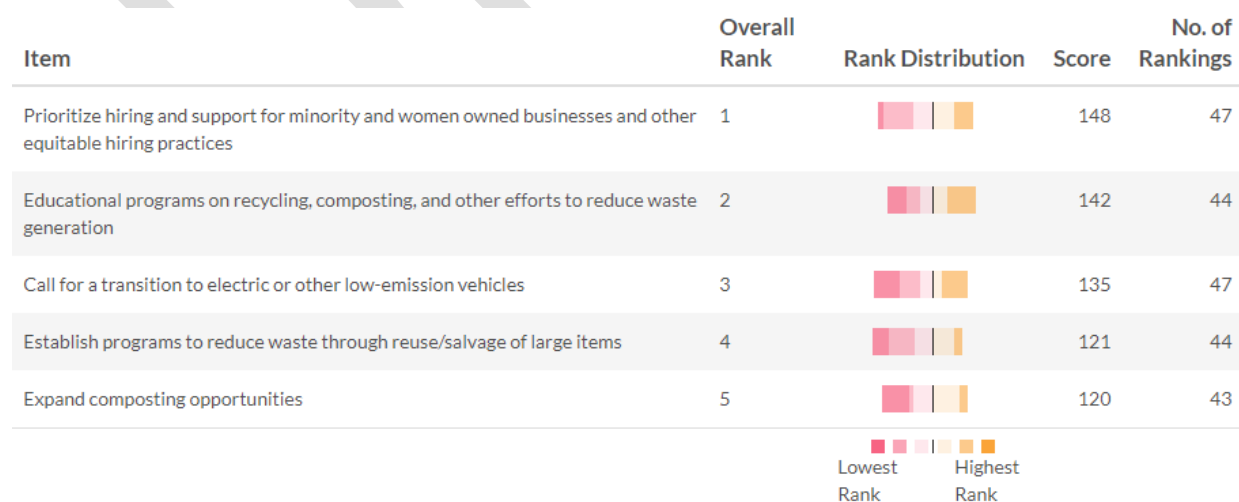 Item
Overall
Rank
Rank Distribution
Score
No. of
Rankings
Prioritize hiring and support for minority and women owned businesses and other
equitable hiring practices
1
148
47
Educational programs on recycling, composting, and other efforts to reduce waste
generation
2
142
44
Call for a transition to electric or other low-emission vehicles
3
135
47
Establish programs to reduce waste through reuse/salvage of large items
4
121
44
Expand composting opportunities
5
120
43
Lowest
Rank
Highest
Rank